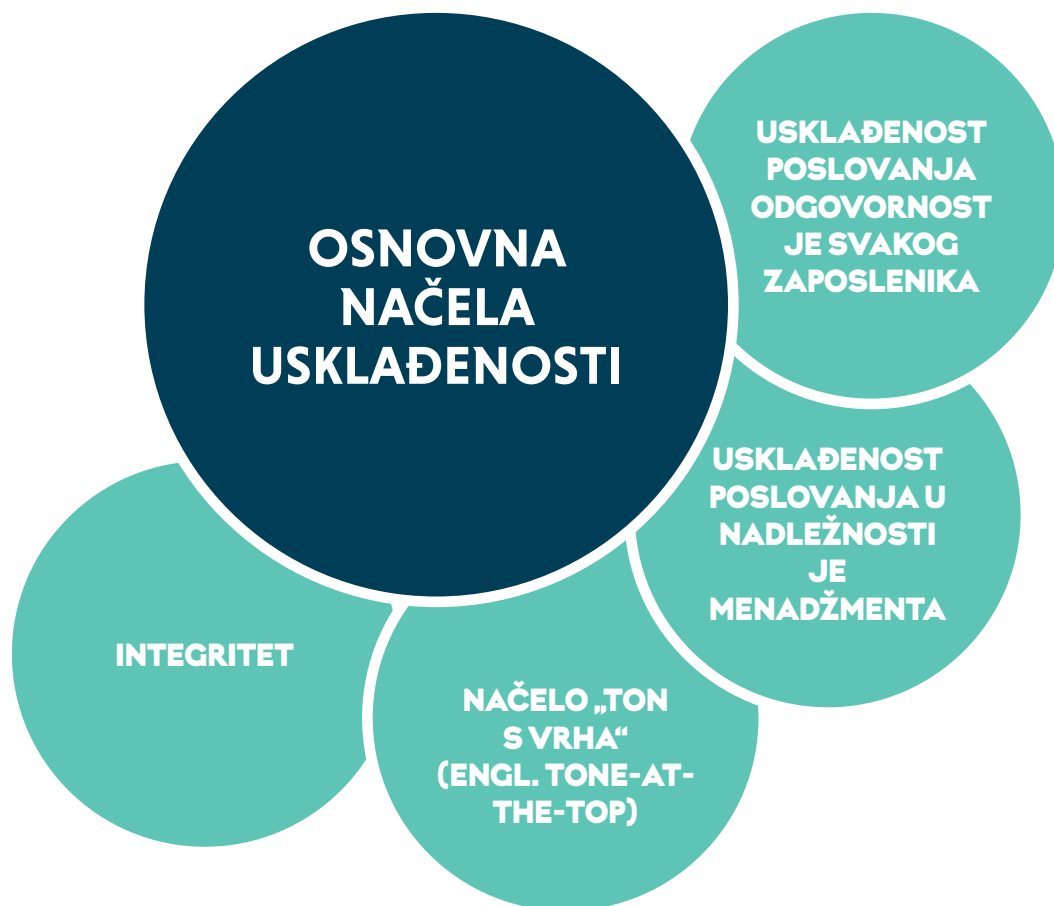 OSNOVNA
NAČELA
USKLAĐENOSTI
USKLAĐENOST
POSLOVANJA
ODGOVORNOST
JE SVAKOG
ZAPOSLENIKA
USKLAĐENOST
POSLOVANJA U
NADLEŽNOSTI
JE
MENADŽMENTA
NAČELO „TON
S VRHA“
(ENGL. TONE-AT-
THE-TOP)
INTEGRITET